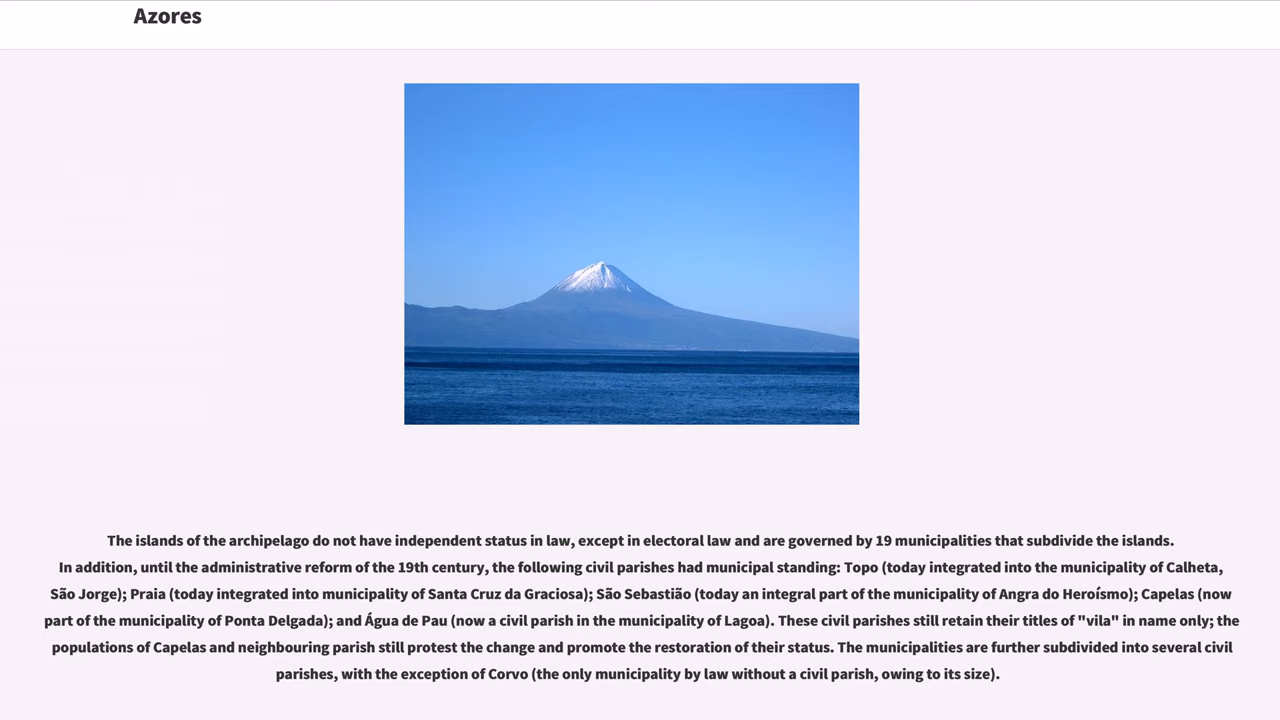 Azores
The islands of the archipelago do not have independent status in law, except in electoral law and are governed by 19 municipalities that subdivide the islands.
In addition, until the administrative reform of the 19th century, the following civil parishes had municipal standing: Topo (today integrated into the municipality of Calheta,
São Jorge); Praia (today integrated into municipality of Santa Cruz da Graciosa); São Sebastião (today an integral part of the municipality of Angra do Heroísmo); Capelas (now
part of the municipality of Ponta Delgada); and Água de Pau (now a civil parish in the municipality of Lagoa). These civil parishes still retain their titles of "vila" in name only; the
populations of Capelas and neighbouring parish still protest the change and promote the restoration of their status. The municipalities are further subdivided into several civil
parishes, with the exception of Corvo (the only municipality by law without a civil parish, owing to its size).